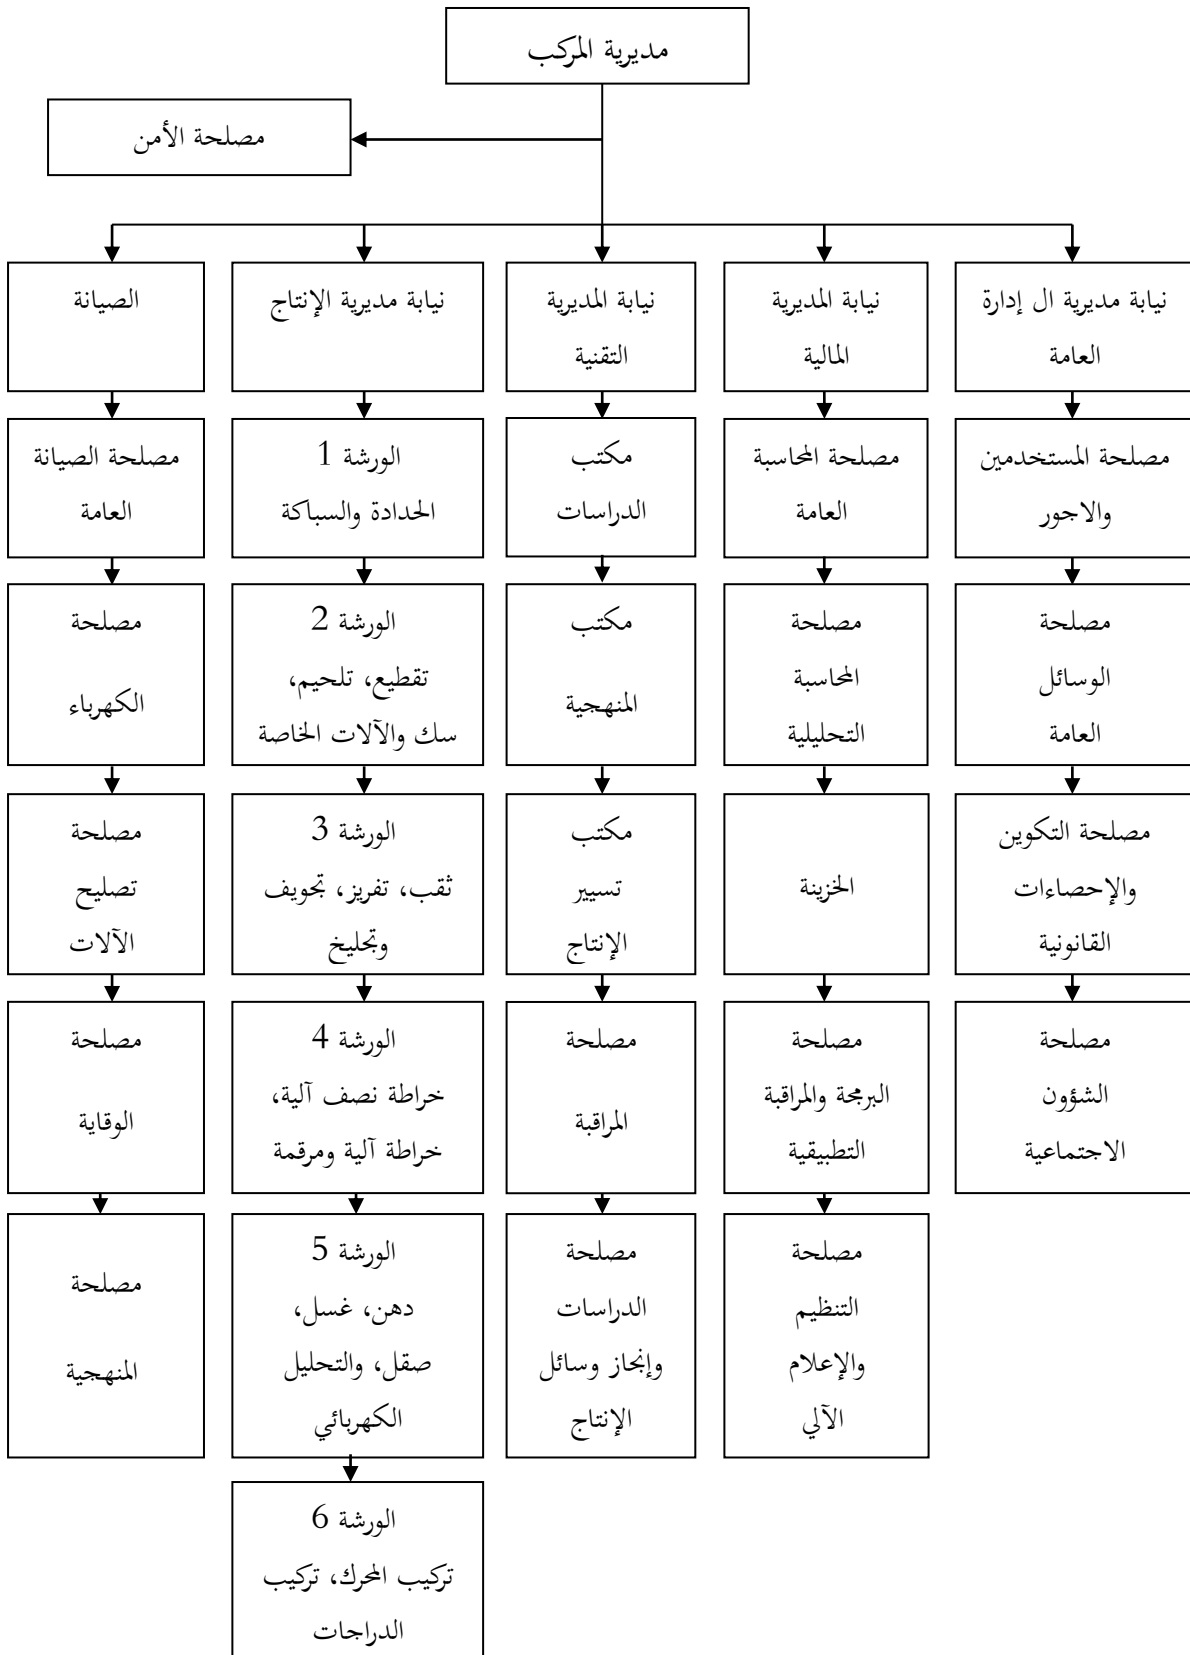 مديرية المركب
مصلحة الأمن
نيابة مديرية ال إدارة
العامة
نيابة المديرية
المالية
نيابة المديرية
التقنية
نيابة مديرية الإنتاج
الصيانة
مصلحة المستخدمين
والاجور
مصلحة المحاسبة
العامة
مكتب
الدراسات
الورشة 1
الحدادة والسباكة
مصلحة الصيانة
العامة
مصلحة
الوسائل
العامة
مصلحة
المحاسبة
التحليلية
مكتب
المنهجية
الورشة 2
تقطيع، تلحيم،
سك والآلات الخاصة
مصلحة
الكهرباء
مصلحة التكوين
والإحصاءات
القانونية
الخزينة
مكتب
تسيير
الإنتاج
الورشة 3
ثقب، تفريز، تجويف
وتجليخ
مصلحة
تصليح
الآلات
مصلحة
الشؤون
الاجتماعية
مصلحة
البرمجة والمراقبة
التطبيقية
مصلحة
المراقبة
الورشة 4
خراطة نصف آلية،
خراطة آلية ومرقمة
مصلحة
الوقاية
مصلحة
التنظيم
والإعلام
الآلي
مصلحة
الدراسات
وإنجاز وسائل
الإنتاج
الورشة 5
دهن، غسل،
صقل، والتحليل
الكهربائي
مصلحة
المنهجية
الورشة 6
تركيب المحرك، تركيب
الدراجات